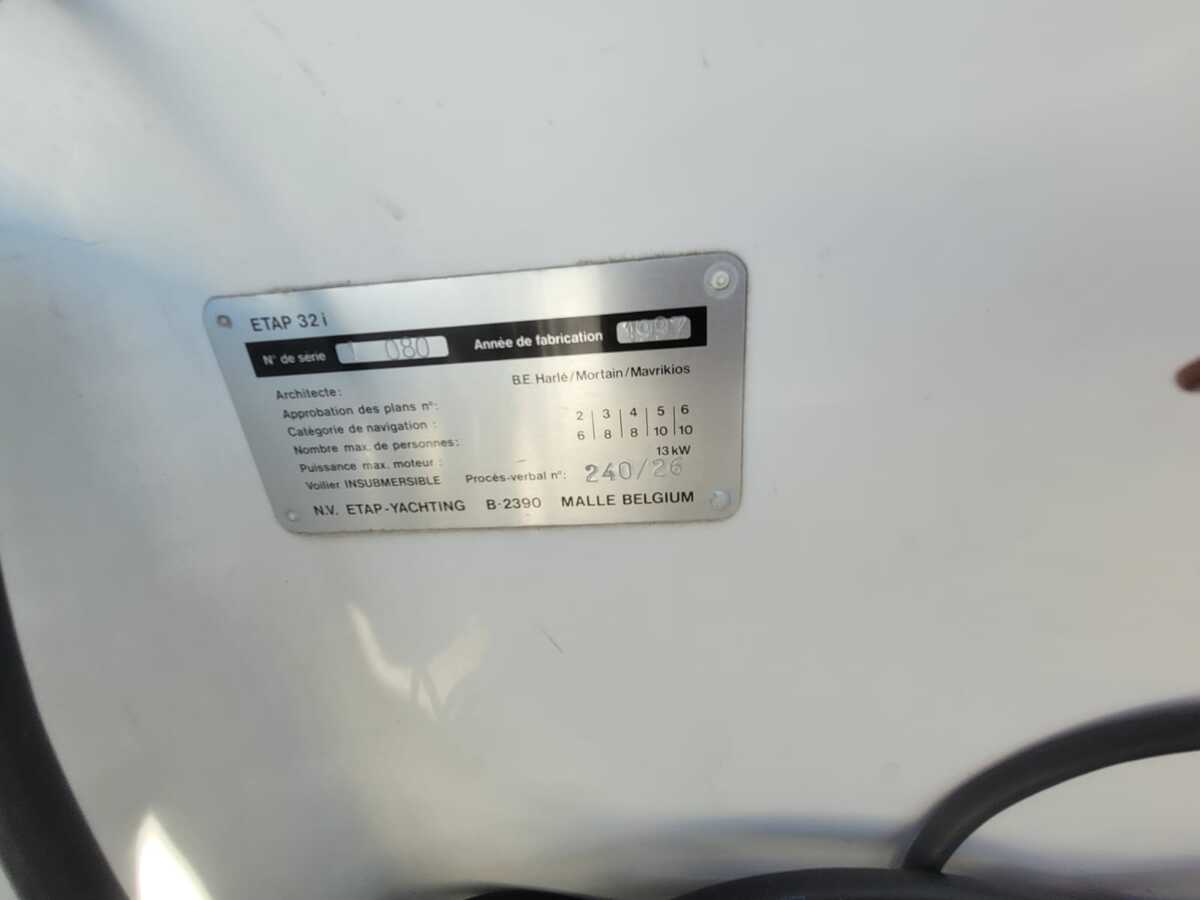 ETAP 32 i
N° de série 1 080 Année de fabrication 1997
Architecte: B.E. Harlé/Mortain/Mavrikios
Approbation des plans n°:
Catégorie de navigation : 2 | 3 | 4 | 5 | 6
Nombre max. de personnes: 6 | 8 | 8 | 10 | 10
Puissance max. moteur : 13 kW
Voilier INSUBMERSIBLE Procès-verbal n°: 240/26
N.V. ETAP-YACHTING B-2390 MALLE BELGIUM